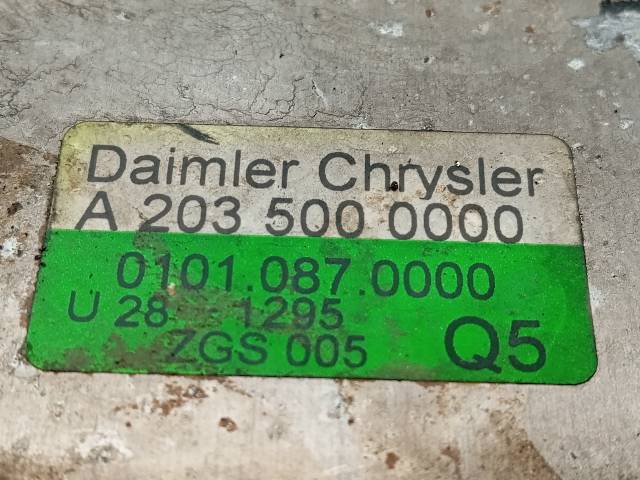 Daimler Chrysler
A 203 500 0000
0101.087.0000
U 28 1295
ZGS 005 Q5